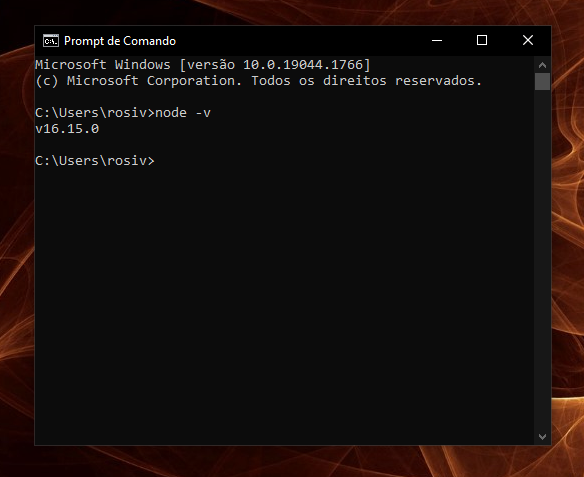 Prompt de Comando
Microsoft Windows [versão 10.0.19044.1766]
(c) Microsoft Corporation. Todos os direitos reservados.
C:\Users\rosiv>node -v
v16.15.0
C:\Users\rosiv>